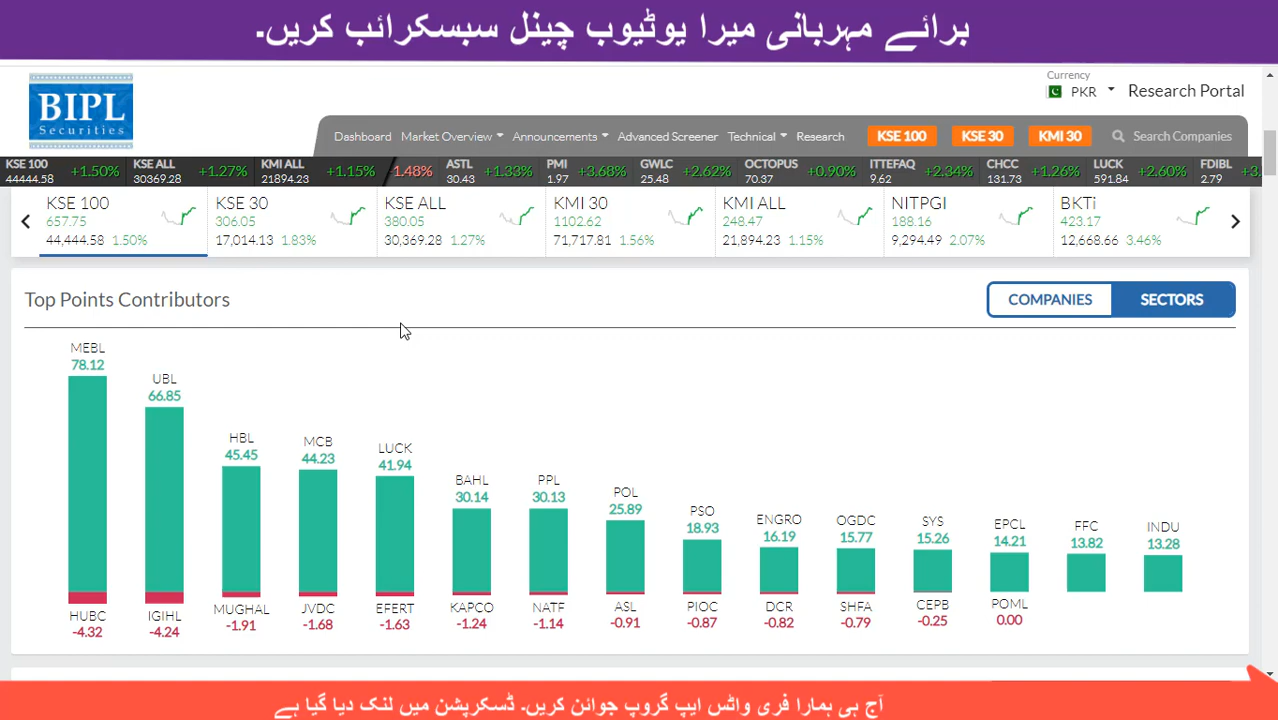 برائے مہربانی میرا یوٹیوب چینل سبسکرائب کریں۔
BIPL
Securities
Currency
PKR
Research Portal
Dashboard Market Overview Announcements Advanced Screener Technical Research KSE 100 KSE 30 KMI 30 Search Companies
KSE 100 44444.58 +1.50% KSE ALL 30369.28 +1.27% KMI ALL 21894.23 +1.15% -1.48% ASTL 30.43 +1.33% PMI 1.97 +3.68% GWLC 25.48 +2.62% OCTOPUS 70.37 +0.90% ITTEFAQ 9.62 +2.34% CHCC 131.73 +1.26% LUCK 591.84 +2.60% FDIBL 2.79 +3.
KSE 100 KSE 30 KSE ALL KMI 30 KMI ALL NITPGI BKTi
657.75 306.05 380.05 1102.62 248.47 188.16 423.17
44,444.58 1.50% 17,014.13 1.83% 30,369.28 1.27% 71,717.81 1.56% 21,894.23 1.15% 9,294.49 2.07% 12,668.66 3.46%
Top Points Contributors
COMPANIES SECTORS
MEBL 78.12
UBL 66.85
HBL 45.45
MCB 44.23
LUCK 41.94
BAHL 30.14
PPL 30.13
POL 25.89
PSO 18.93
ENGRO 16.19
OGDC 15.77
SYS 15.26
EPCL 14.21
FFC 13.82
INDU 13.28
HUBC -4.32
IGIHL -4.24
MUGHAL -1.91
JVDC -1.68
EFERT -1.63
KAPCO -1.24
NATF -1.14
ASL -0.91
PIOC -0.87
DCR -0.82
SHFA -0.79
CEPB -0.25
POML 0.00
آج ہی ہمارا فری واٹس ایپ گروپ جوائن کریں۔ ڈسکرپشن میں لنک دیا گیا ہے